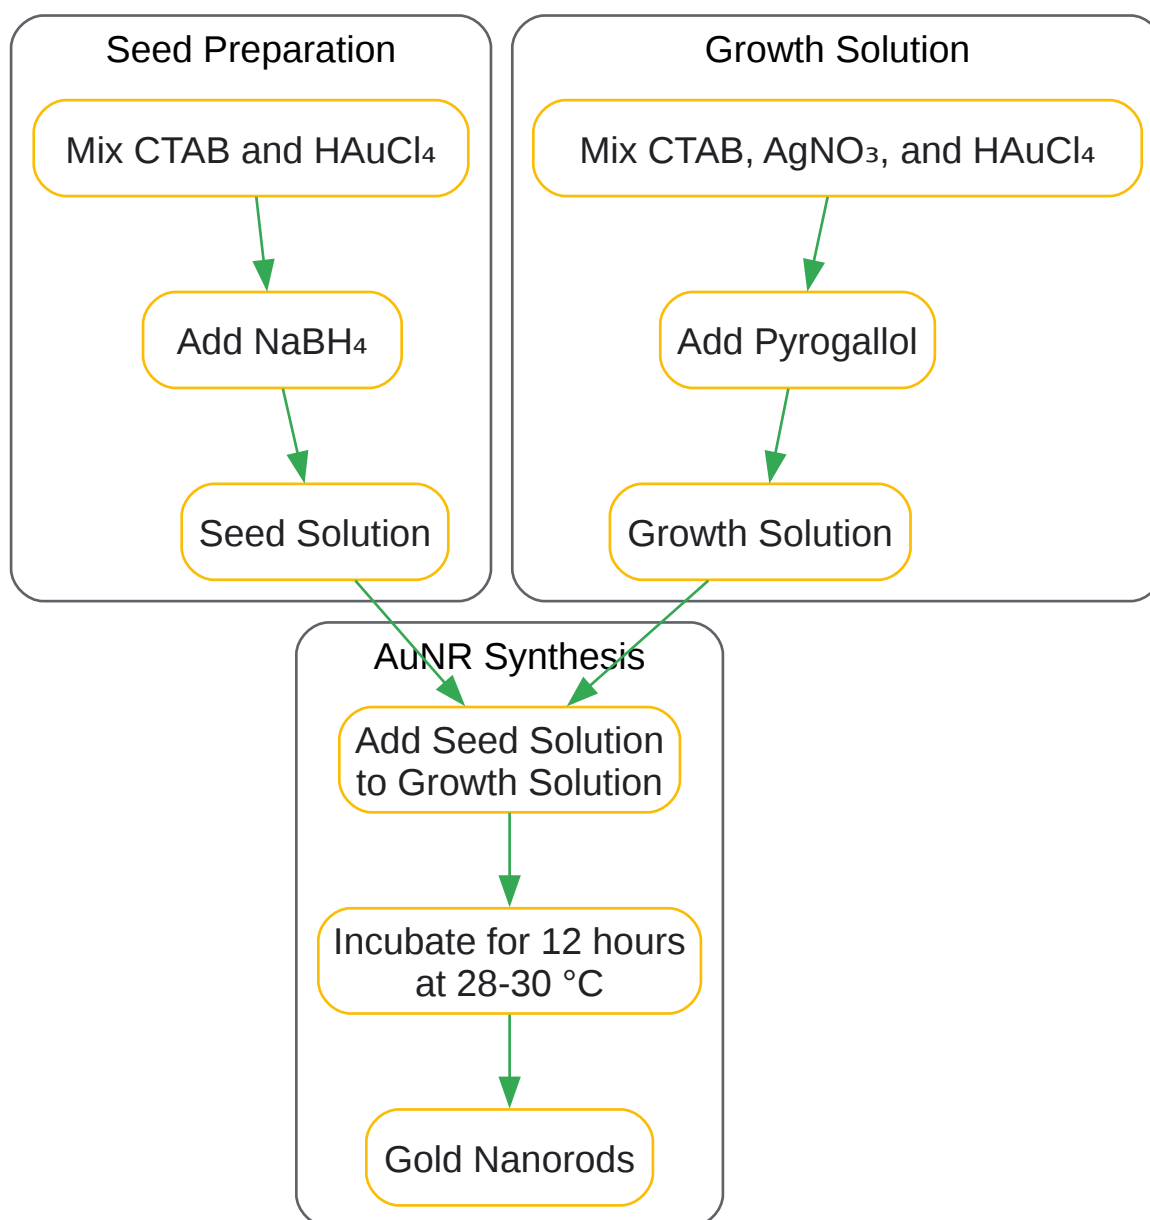 Seed Preparation
Mix CTAB and HAuCl₄
Add NaBH₄
Seed Solution
Growth Solution
Mix CTAB, AgNO₃, and HAuCl₄
Add Pyrogallol
Growth Solution
AuNR Synthesis
Add Seed Solution
to Growth Solution
Incubate for 12 hours
at 28-30 °C
Gold Nanorods